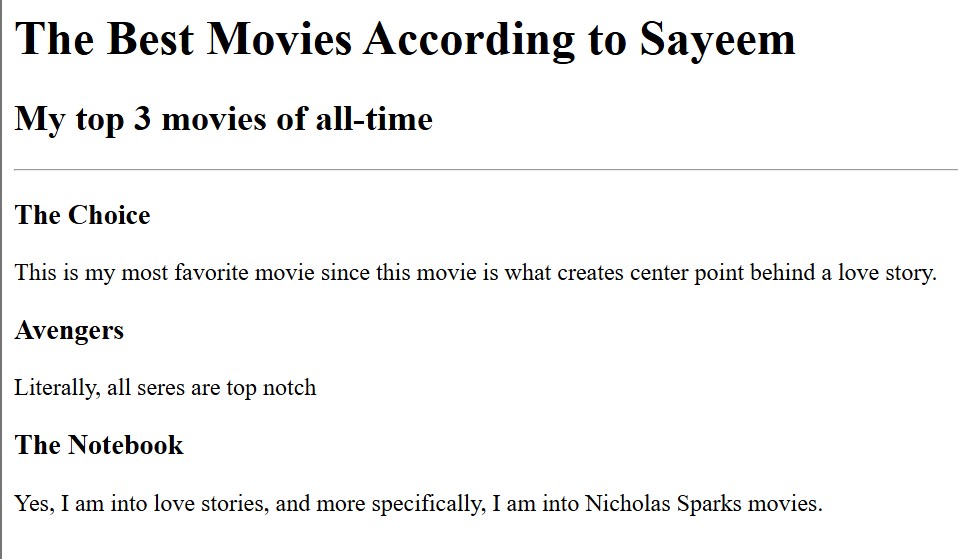 The Best Movies According to Sayeem
My top 3 movies of all-time
The Choice
This is my most favorite movie since this movie is what creates center point behind a love story.
Avengers
Literally, all seres are top notch
The Notebook
Yes, I am into love stories, and more specifically, I am into Nicholas Sparks movies.